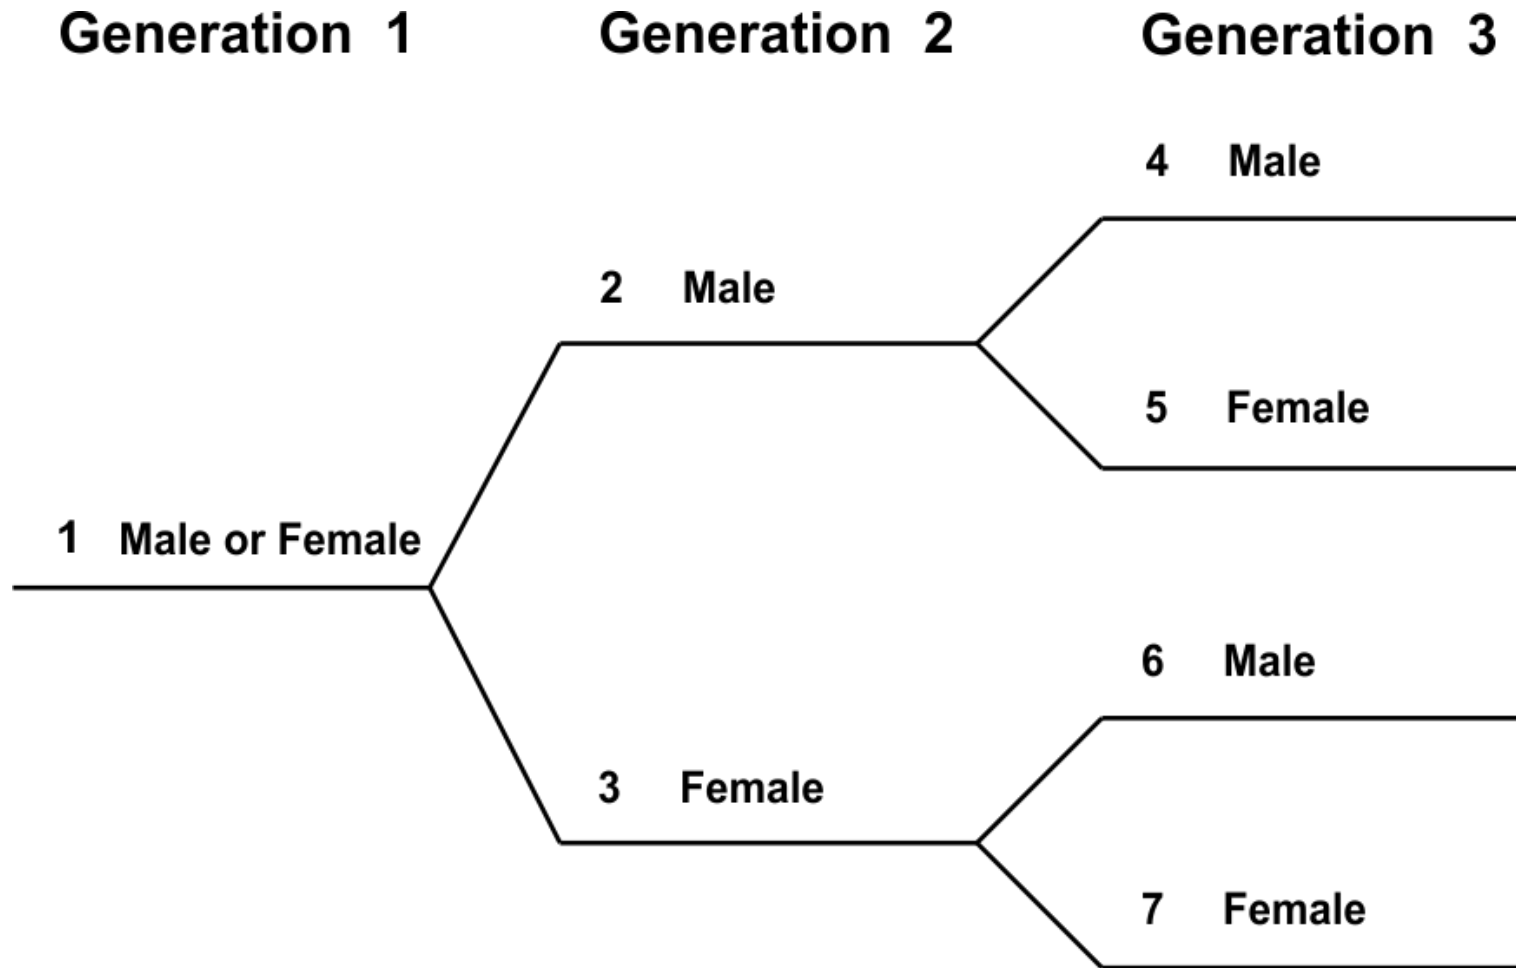 Generation 1 Generation 2 Generation 3
4 Male
2 Male
5 Female
1 Male or Female
6 Male
3 Female
7 Female